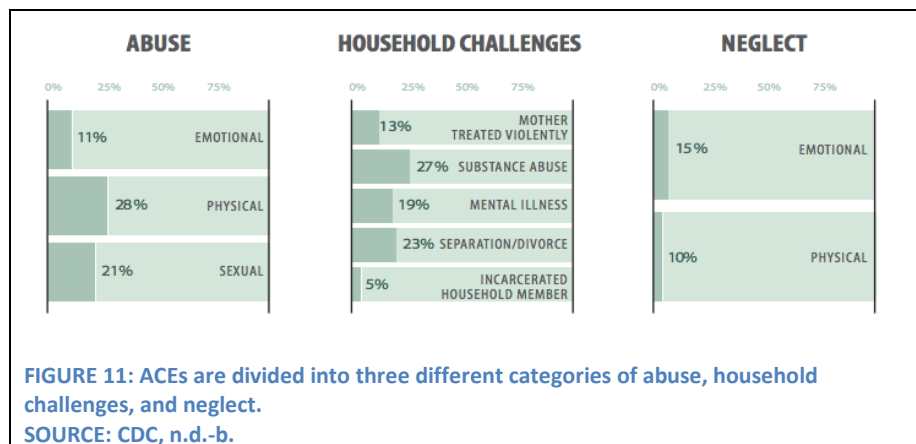 ABUSE
0% 25% 50% 75%
11% EMOTIONAL
28% PHYSICAL
21% SEXUAL
HOUSEHOLD CHALLENGES
0% 25% 50% 75%
13% MOTHER
TREATED VIOLENTLY
27% SUBSTANCE ABUSE
19% MENTAL ILLNESS
23% SEPARATION/DIVORCE
5% INCARCERATED
HOUSEHOLD MEMBER
NEGLECT
0% 25% 50% 75%
15% EMOTIONAL
10% PHYSICAL
FIGURE 11: ACEs are divided into three different categories of abuse, household
challenges, and neglect.
SOURCE: CDC, n.d.-b.